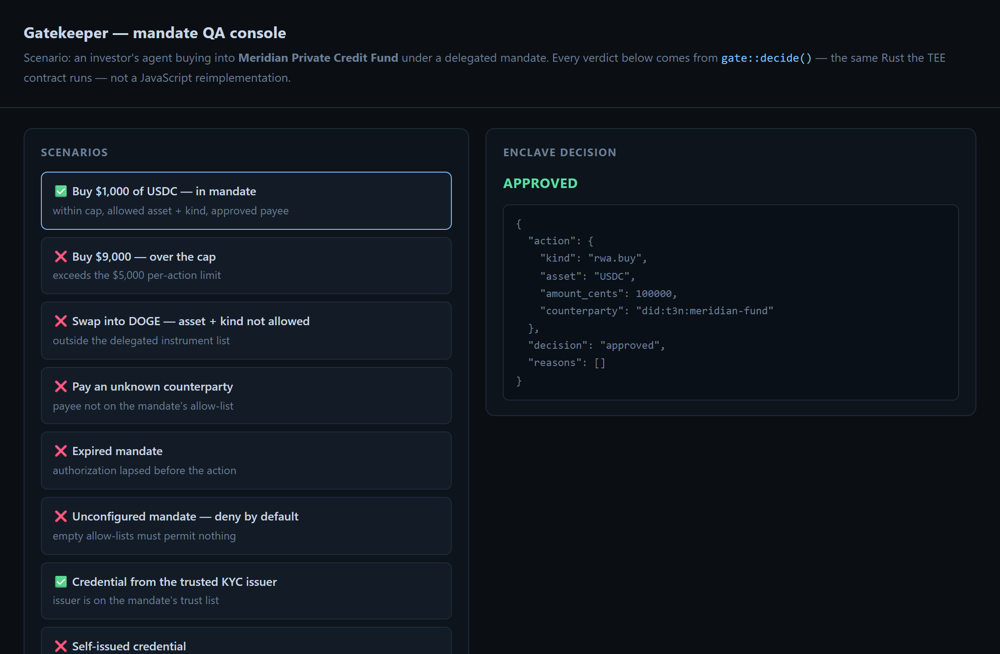 Gatekeeper — mandate QA console
Scenario: an investor's agent buying into Meridian Private Credit Fund under a delegated mandate. Every verdict below comes from gate::decide() — the same Rust the TEE
contract runs — not a JavaScript reimplementation.
SCENARIOS
✅ Buy $1,000 of USDC — in mandate
within cap, allowed asset + kind, approved payee
❌ Buy $9,000 — over the cap
exceeds the $5,000 per-action limit
❌ Swap into DOGE — asset + kind not allowed
outside the delegated instrument list
❌ Pay an unknown counterparty
payee not on the mandate's allow-list
❌ Expired mandate
authorization lapsed before the action
❌ Unconfigured mandate — deny by default
empty allow-lists must permit nothing
✅ Credential from the trusted KYC issuer
issuer is on the mandate's trust list
❌ Self-issued credential
ENCLAVE DECISION
APPROVED
{
  "action": {
    "kind": "rwa.buy",
    "asset": "USDC",
    "amount_cents": 100000,
    "counterparty": "did:t3n:meridian-fund"
  },
  "decision": "approved",
  "reasons": []
}